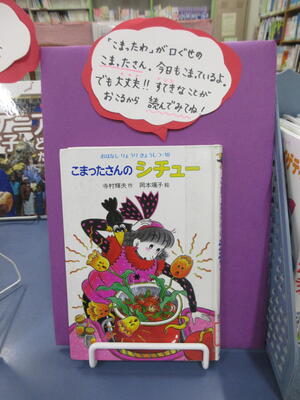 「こまったわ」が口ぐせの
こまったさん。今日もこまっているよ。
でも大丈夫!!すてきなことが
おこるから 読んでみてね!
おはなしりょうりきょうしつ・10
こまったさんの シチュー
寺村輝夫 作 岡本颯子 絵